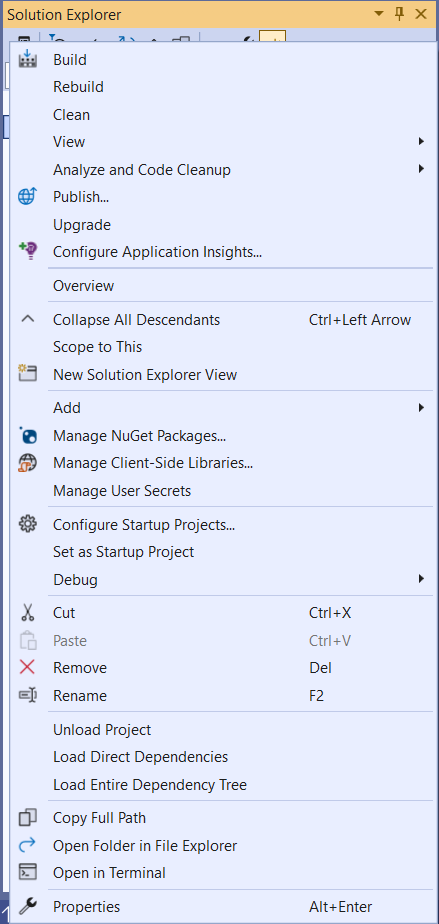 Solution Explorer
Build
Rebuild
Clean
View
Analyze and Code Cleanup
Publish...
Upgrade
Configure Application Insights...
Overview
Collapse All Descendants Ctrl+Left Arrow
Scope to This
New Solution Explorer View
Add
Manage NuGet Packages...
Manage Client-Side Libraries...
Manage User Secrets
Configure Startup Projects...
Set as Startup Project
Debug
Cut Ctrl+X
Paste Ctrl+V
Remove Del
Rename F2
Unload Project
Load Direct Dependencies
Load Entire Dependency Tree
Copy Full Path
Open Folder in File Explorer
Open in Terminal
Properties Alt+Enter